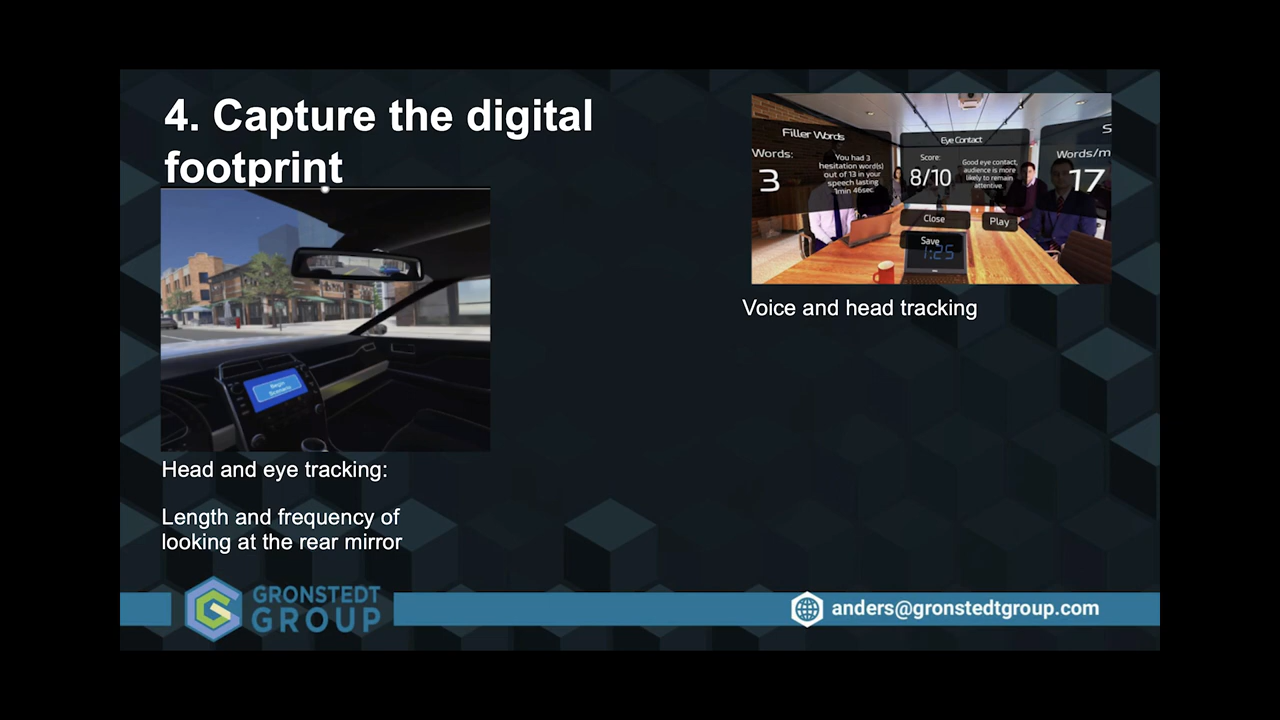 4. Capture the digital
footprint
Begin
Scenario
Head and eye tracking:
Length and frequency of
looking at the rear mirror
Filler Words
Words:
3
You had 3
hesitation word(s)
out of 13 in your
speech lasting
1min 46sec.
Eye Contact
Score:
8/10
Good eye contact,
audience is more
likely to remain
attentive.
S
Words/m
17
Close
Play
Save
1:25
Voice and head tracking
GRONSTEDT
GROUP
anders@gronstedtgroup.com